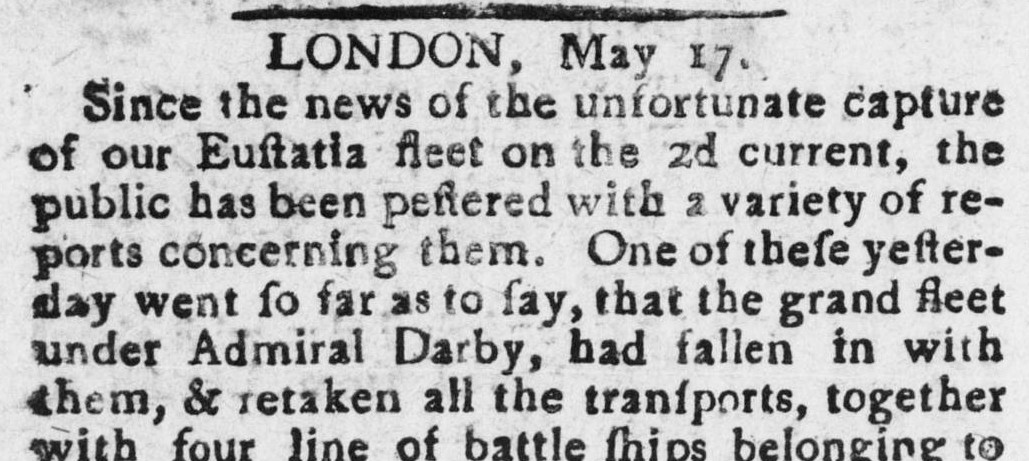 LONDON, May 17.
Since the news of the unfortunate capture
of our Euſtatia fleet on the 2d current, the
public has been peſtered with a variety of re-
ports concerning them. One of theſe yeſter-
day went ſo far as to ſay, that the grand fleet
under Admiral Darby, had fallen in with
them, & retaken all the tranſports, together
with four line of battle ſhips belonging to